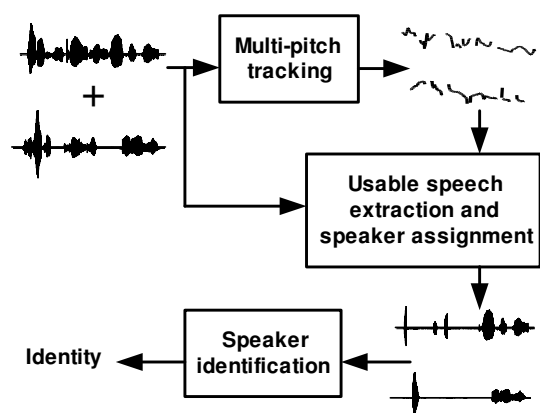 Multi-pitch
tracking
+
Usable speech
extraction and
speaker assignment
Speaker
identification
Identity